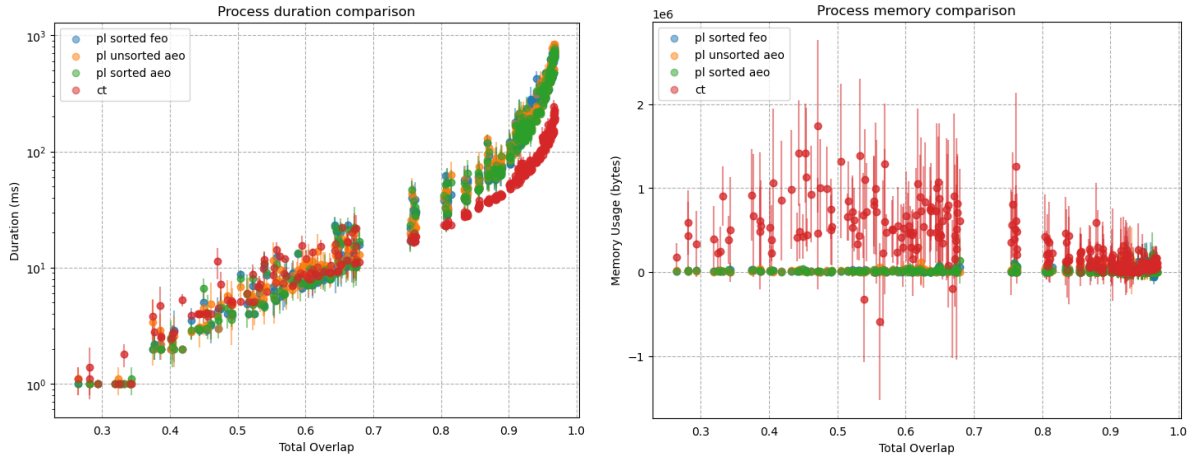 Process duration comparison
pl sorted feo
pl unsorted aeo
pl sorted aeo
ct
10³
10²
10¹
10⁰
Duration (ms)
0.3 0.4 0.5 0.6 0.7 0.8 0.9 1.0
Total Overlap
1e6
Process memory comparison
pl sorted feo
pl unsorted aeo
pl sorted aeo
ct
2
1
0
−1
Memory Usage (bytes)
0.3 0.4 0.5 0.6 0.7 0.8 0.9 1.0
Total Overlap